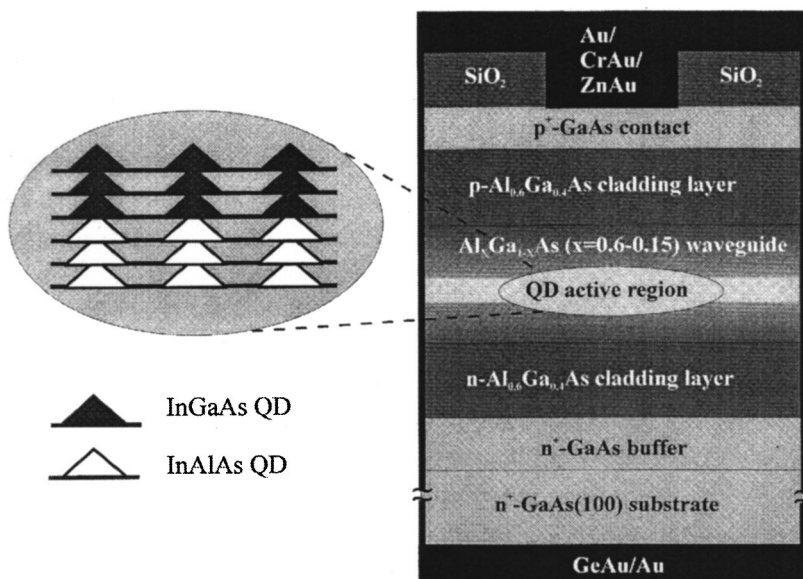 Au/
CrAu/
ZnAu
SiO₂
SiO₂
p⁺-GaAs contact
p-Al₀.₆Ga₀.₄As cladding layer
AlₓGa₁₋ₓAs (x=0.6-0.15) waveguide
QD active region
n-Al₀.₆Ga₀.₄As cladding layer
n⁺-GaAs buffer
n⁺-GaAs(100) substrate
GeAu/Au
InGaAs QD
InAlAs QD